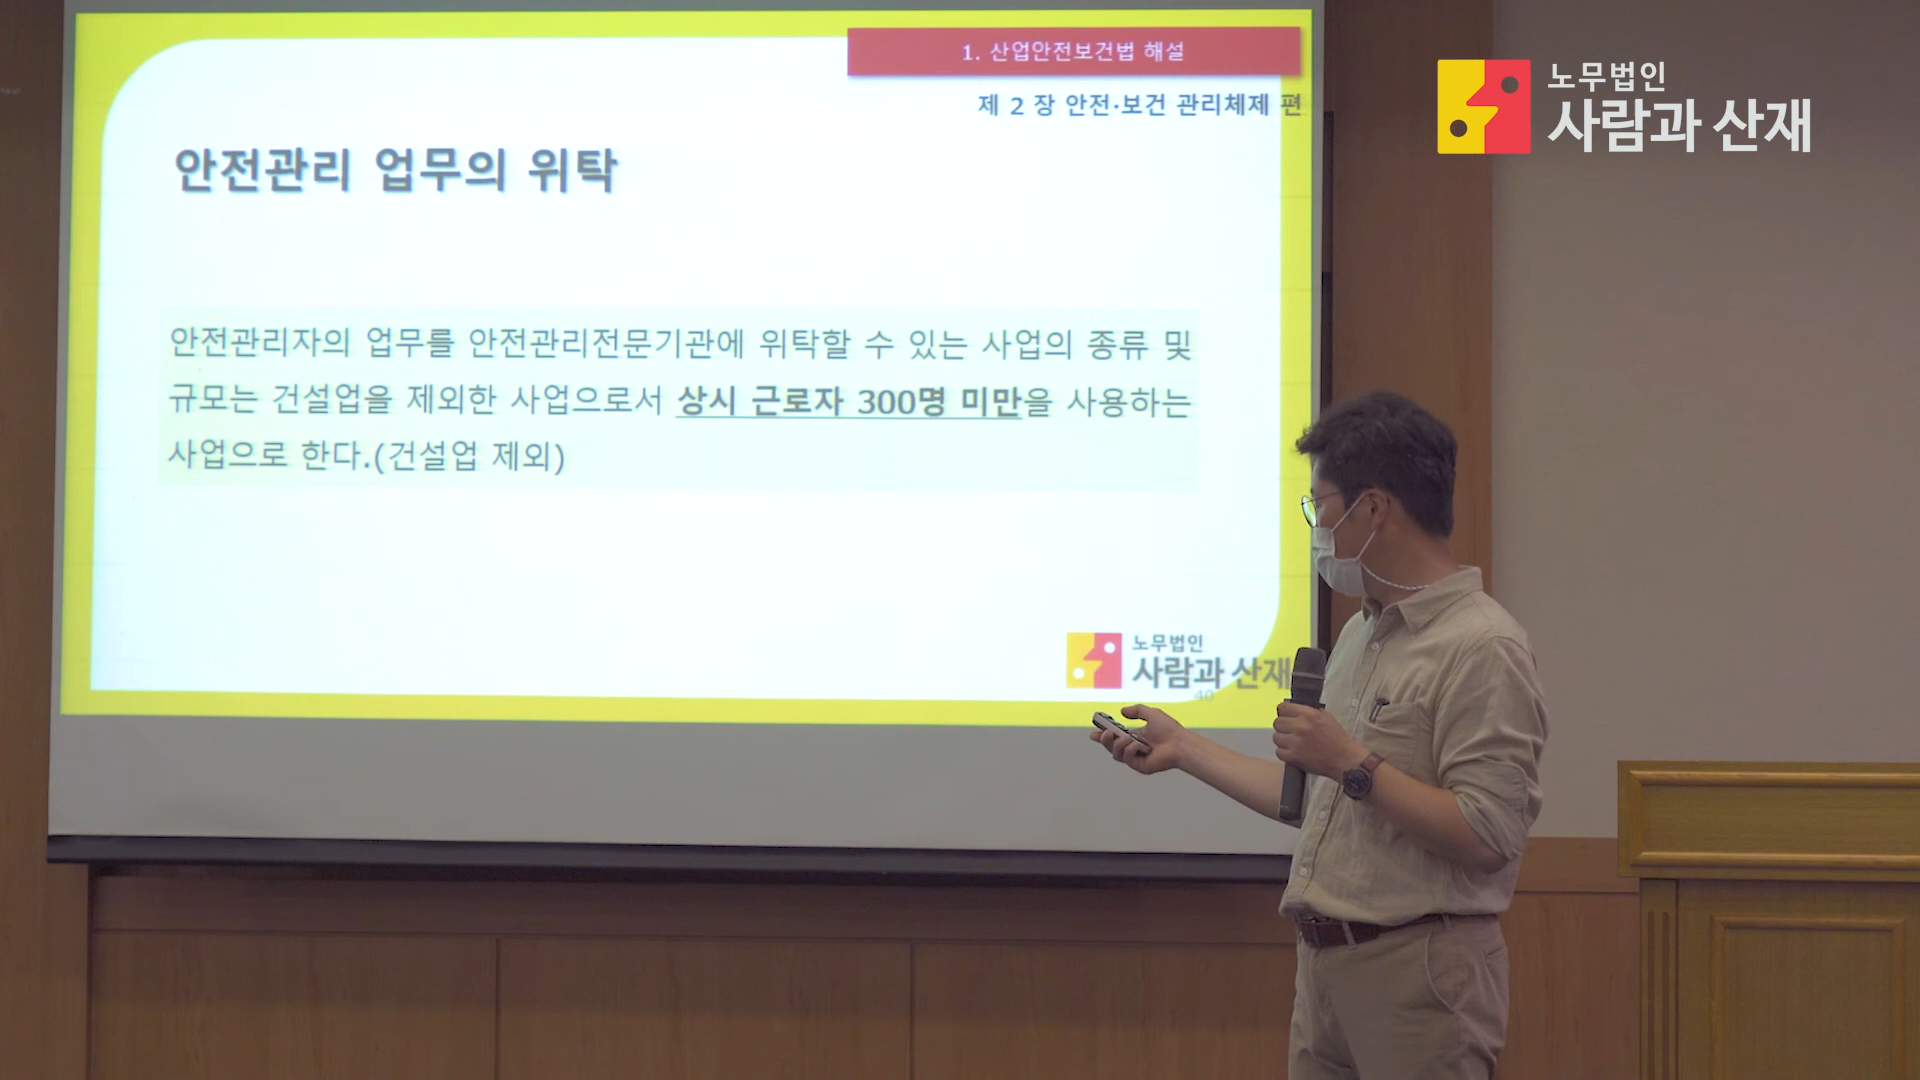 1. 산업안전보건법 해설
제 2 장 안전·보건 관리체제 편
안전관리 업무의 위탁
안전관리자의 업무를 안전관리전문기관에 위탁할 수 있는 사업의 종류 및
규모는 건설업을 제외한 사업으로서 상시 근로자 300명 미만을 사용하는
사업으로 한다.(건설업 제외)
노무법인
사람과 산재
40
노무법인
사람과 산재